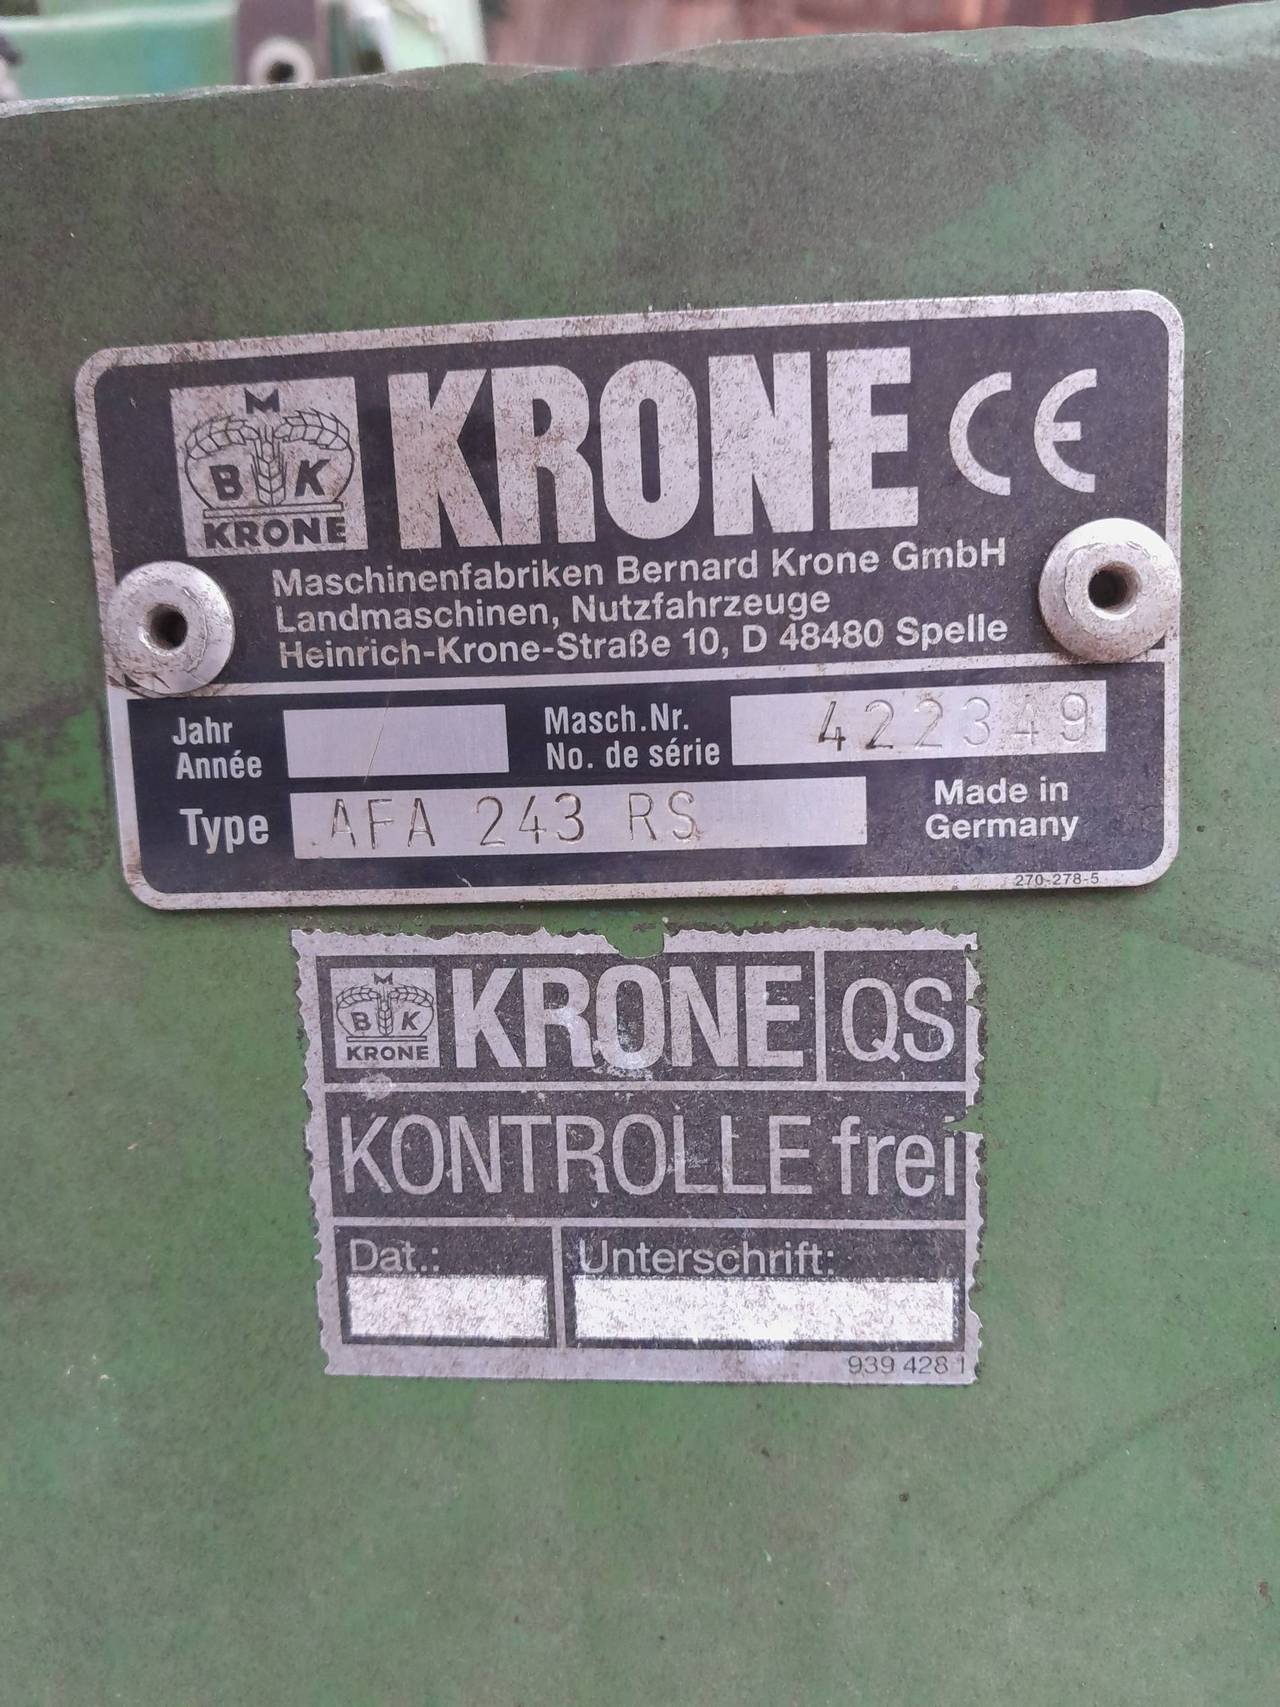 M
B K
KRONE
KRONE CE
Maschinenfabriken Bernard Krone GmbH
Landmaschinen, Nutzfahrzeuge
Heinrich-Krone-Straße 10, D 48480 Spelle
Jahr
Année
Masch.Nr.
No. de série
422349
Type AFA 243 RS
Made in
Germany
270-278-5
M
B K
KRONE
KRONE QS
KONTROLLE frei
Dat.: Unterschrift:
939 428 1